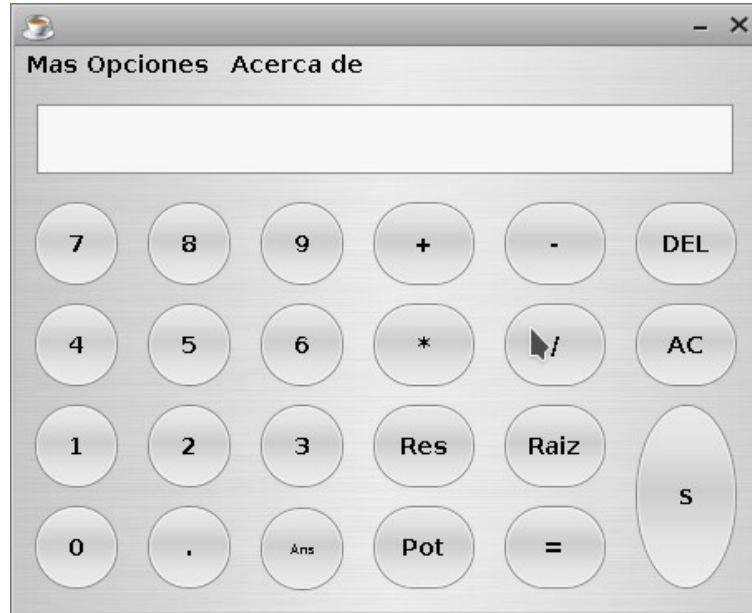 Mas Opciones Acerca de
7 8 9 + - DEL
4 5 6 * / AC
1 2 3 Res Raiz
S
0 . Ans Pot =